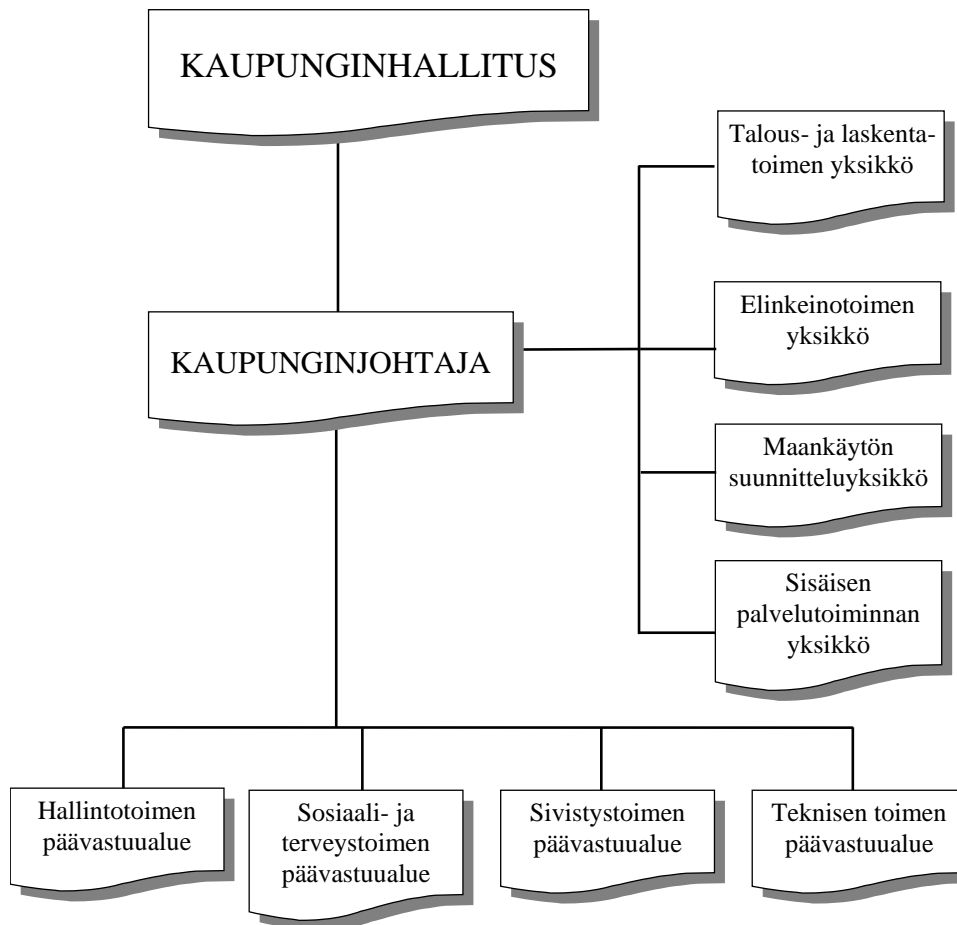 KAUPUNGINHALLITUS
Talous- ja laskenta-
toimen yksikkö
Elinkeinotoimen
yksikkö
KAUPUNGINJOHTAJA
Maankäytön
suunnitteluyksikkö
Sisäisen
palvelutoiminnan
yksikkö
Hallintotoimen
päävastuualue
Sosiaali- ja
terveystoimen
päävastuualue
Sivistystoimen
päävastuualue
Teknisen toimen
päävastuualue